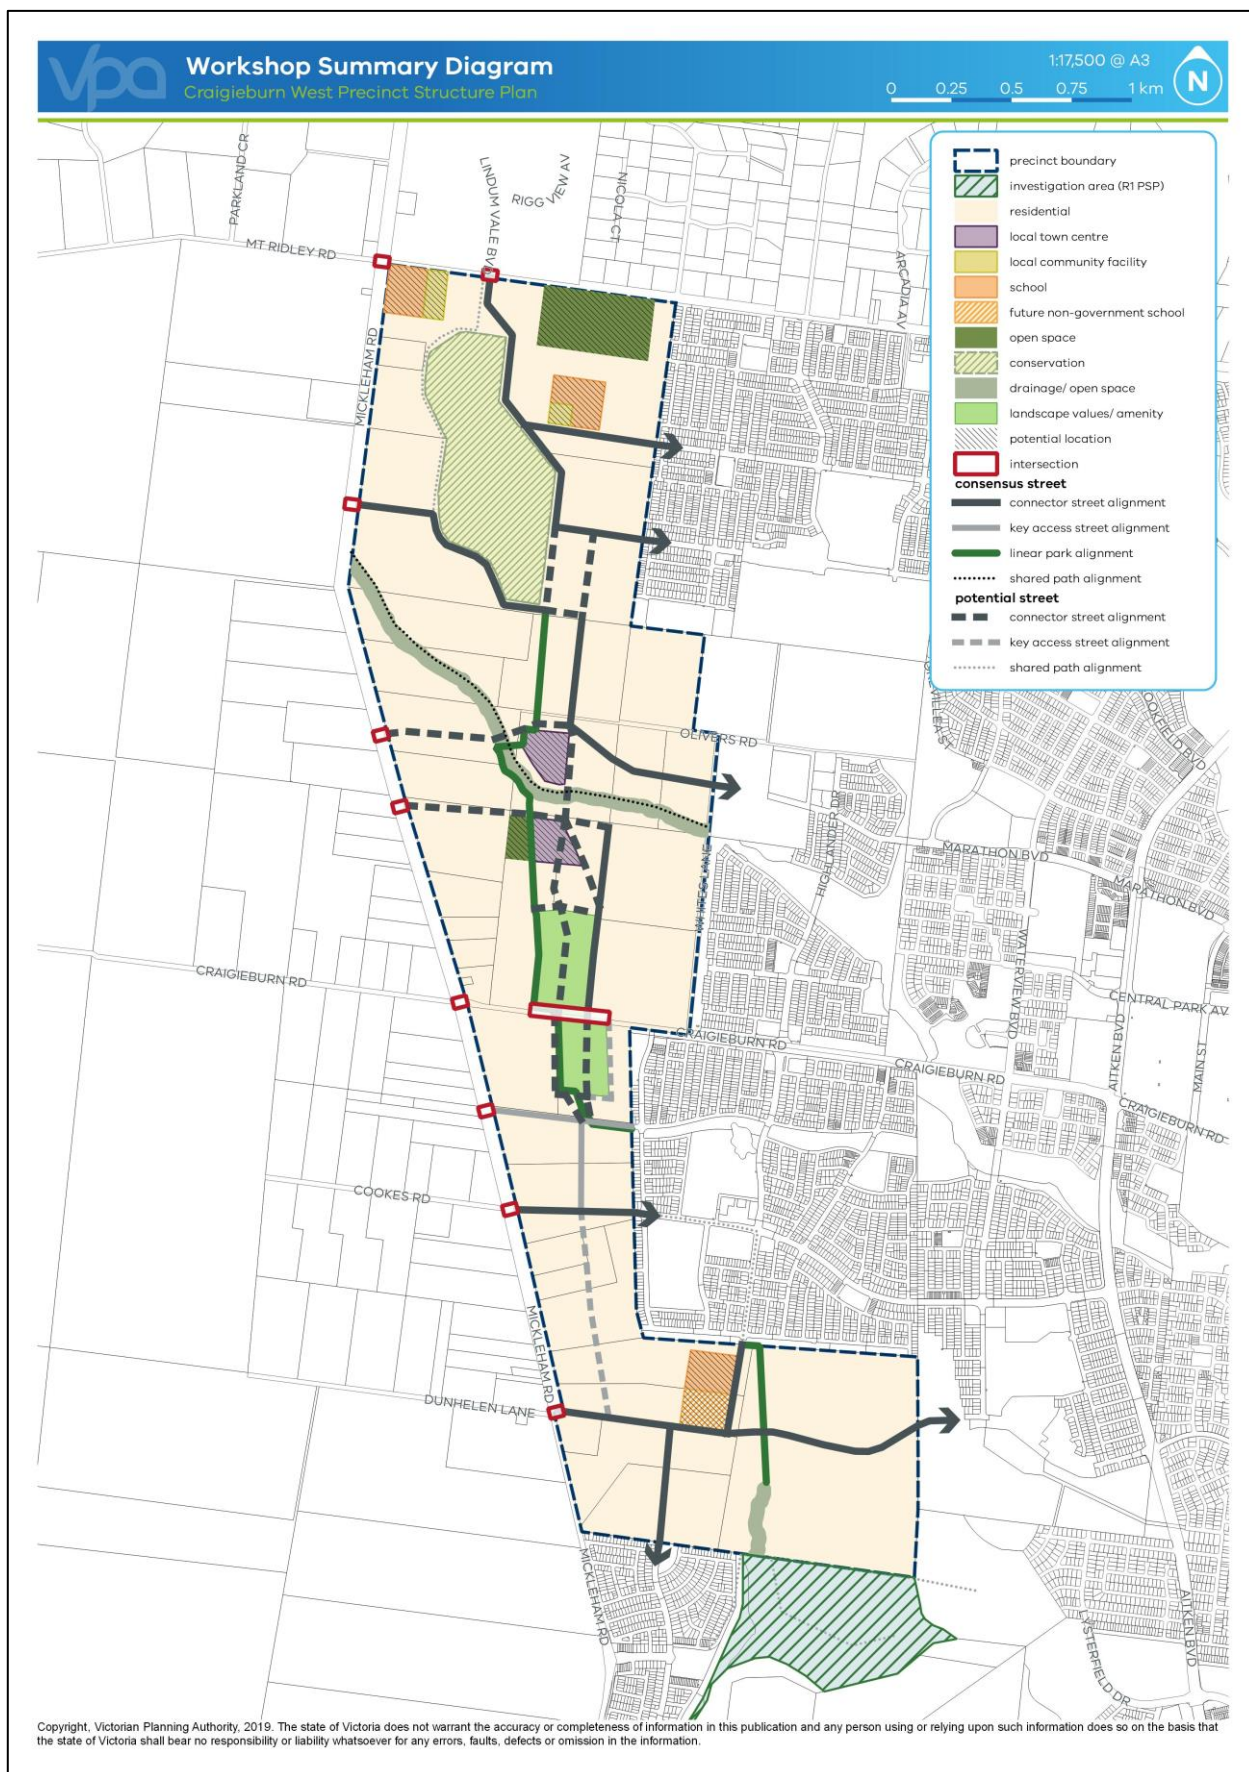 vpa
Workshop Summary Diagram
Craigieburn West Precinct Structure Plan
1:17,500 @ A3
0 0.25 0.5 0.75 1 km
N
precinct boundary
investigation area (R1 PSP)
residential
local town centre
local community facility
school
future non-government school
open space
conservation
drainage/ open space
landscape values/ amenity
potential location
intersection
consensus street
connector street alignment
key access street alignment
linear park alignment
shared path alignment
potential street
connector street alignment
key access street alignment
shared path alignment
PARKLAND CR
LINDUM VALE BVD
RIGG VIEW AV
NICOLA CT
MT RIDLEY RD
ARCADIA AV
MICKLEHAM RD
OLIVERS RD
BROOKFIELD BVD
HIGHLANDER DR
MARATHON BVD
MARATHON BVD
WHITES LANE
WATERVIEW BVD
CRAIGIEBURN RD
CENTRAL PARK AV
CRAIGIEBURN RD
CRAIGIEBURN RD
AITKEN BVD
MAIN ST
CRAIGIEBURN RD
COOKES RD
MICKLEHAM RD
DUNHELEN LANE
MICKLEHAM RD
AITKEN BVD
LYSTERFIELD DR
Copyright, Victorian Planning Authority, 2019. The state of Victoria does not warrant the accuracy or completeness of information in this publication and any person using or relying upon such information does so on the basis that
the state of Victoria shall bear no responsibility or liability whatsoever for any errors, faults, defects or omission in the information.